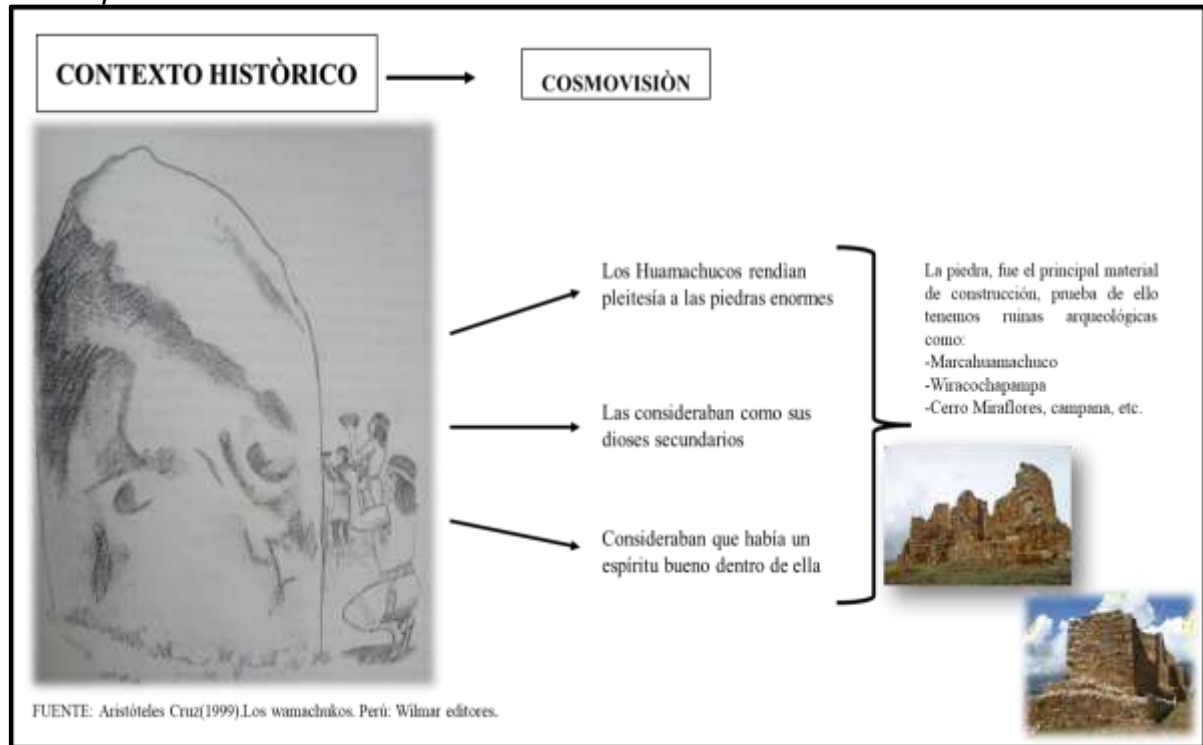 CONTEXTO HISTÒRICO
COSMOVISIÒN
Los Huamachucos rendìan
pleitesía a las piedras enormes
Las consideraban como sus
dioses secundarios
Consideraban que había un
espíritu bueno dentro de ella
La piedra, fue el principal material
de construcción, prueba de ello
tenemos ruinas arqueológicas
como:
-Marcahuamachuco
-Wiracochapampa
-Cerro Miraflores, campana, etc.
FUENTE: Aristóteles Cruz(1999).Los wamachukos. Perú: Wilmar editores.